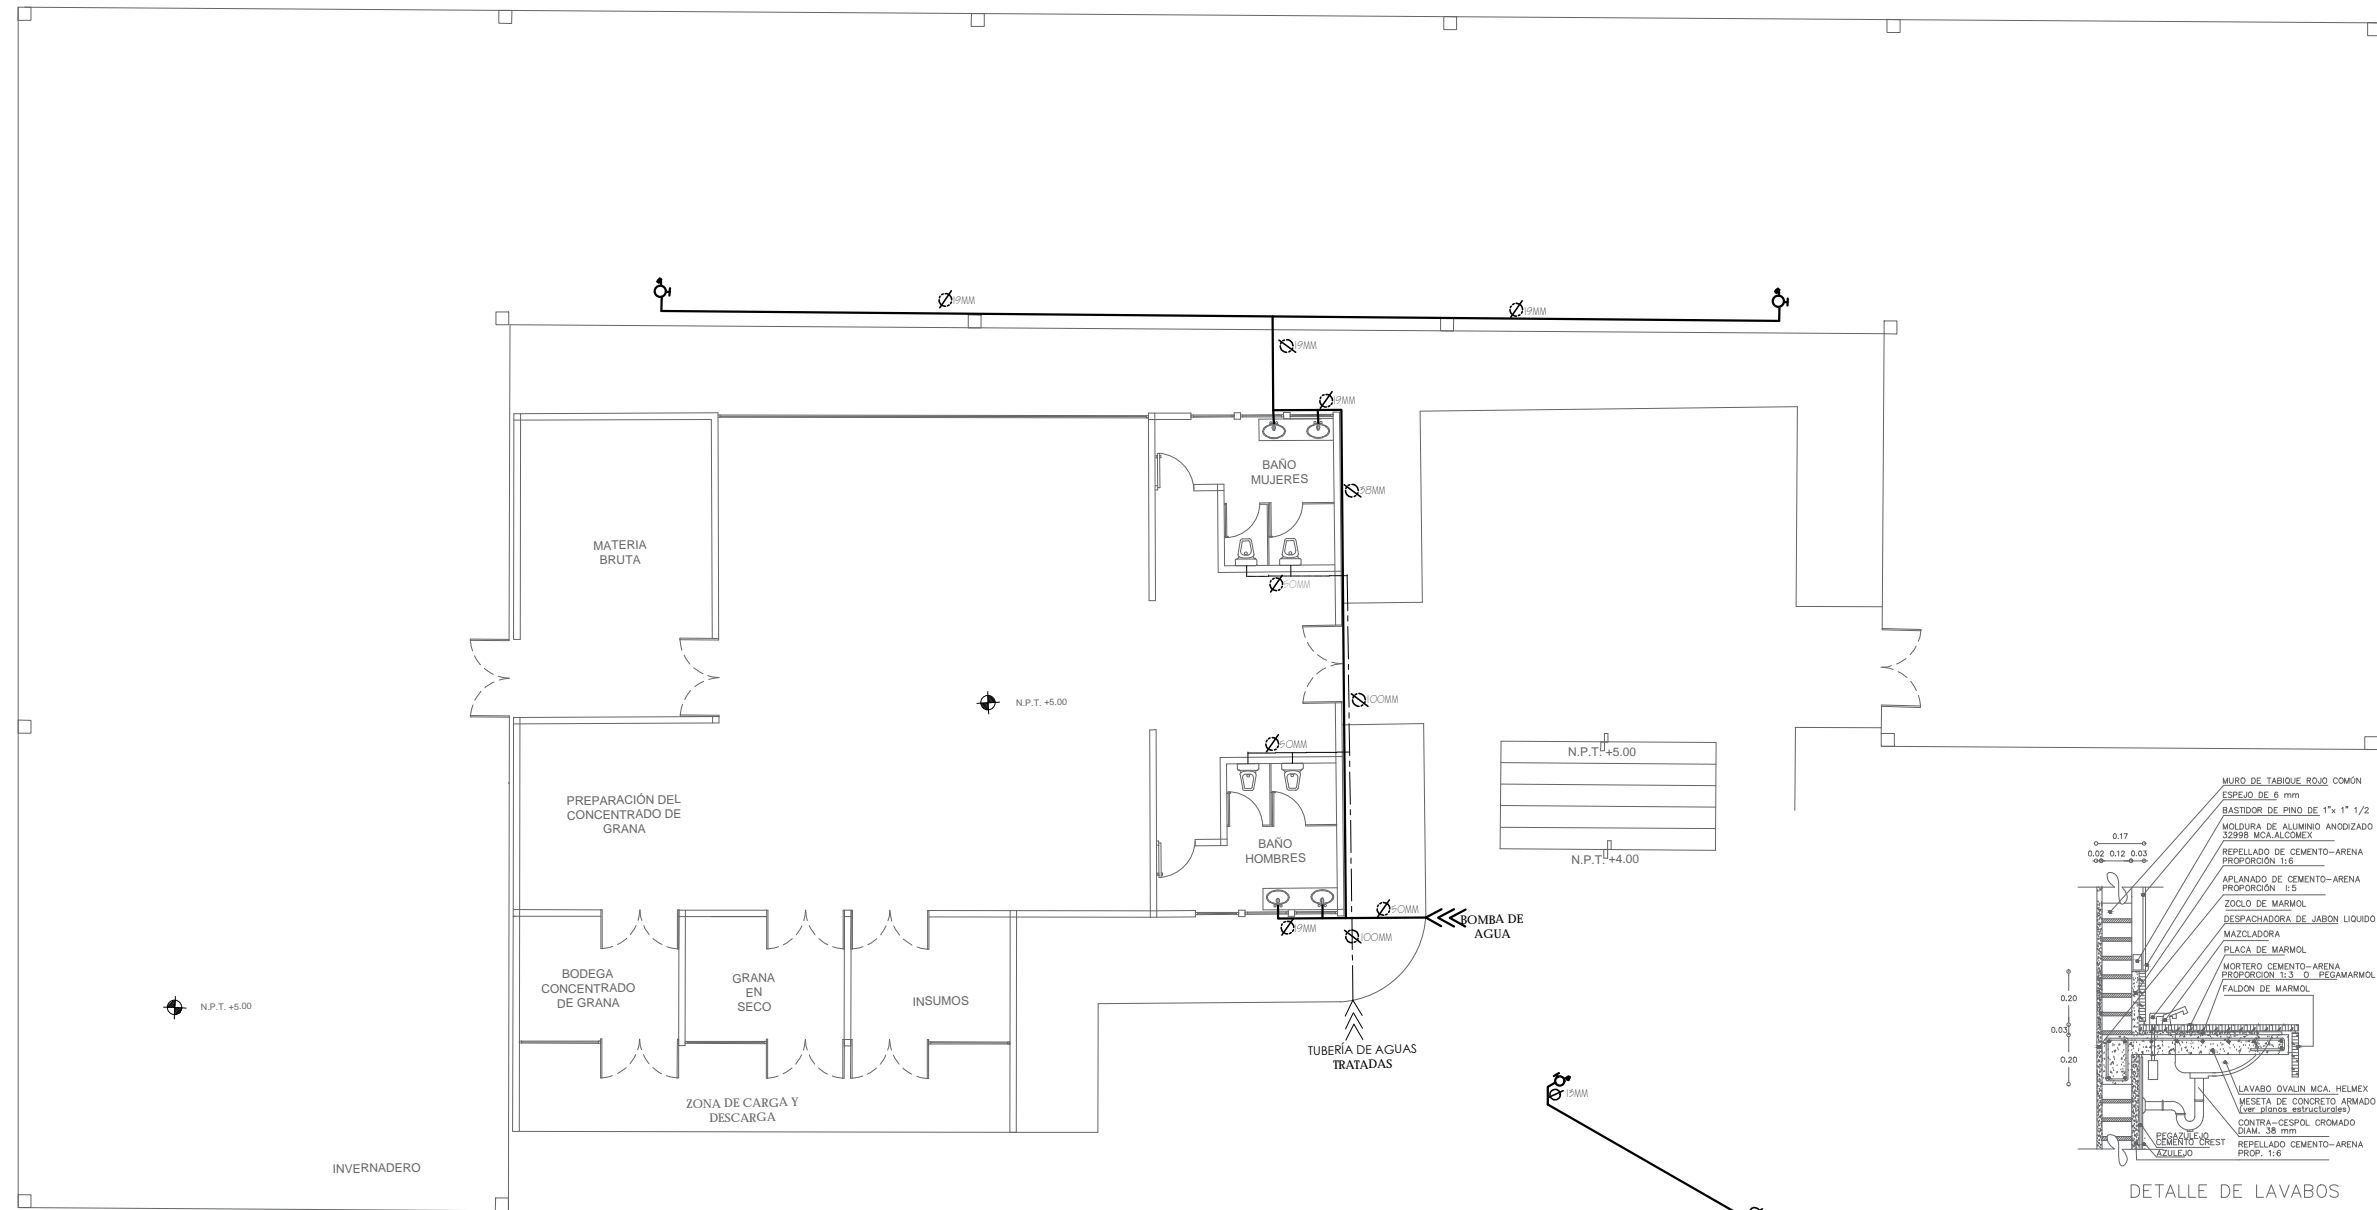 Ø19MM
Ø19MM
Ø19MM
Ø19MM
BAÑO
MUJERES
Ø38MM
MATERIA
BRUTA
Ø50MM
N.P.T. +5.00
Ø100MM
Ø50MM
N.P.T. +5.00
PREPARACIÓN DEL
CONCENTRADO DE
GRANA
BAÑO
HOMBRES
N.P.T. +4.00
Ø50MM
BOMBA DE
AGUA
Ø19MM
Ø100MM
BODEGA
CONCENTRADO
DE GRANA
GRANA
EN
SECO
INSUMOS
N.P.T. +5.00
TUBERÍA DE AGUAS
TRATADAS
Ø13MM
ZONA DE CARGA Y
DESCARGA
INVERNADERO
MURO DE TABIQUE ROJO COMÚN
ESPEJO DE 6 mm
BASTIDOR DE PINO DE 1"x 1" 1/2
MOLDURA DE ALUMINIO ANODIZADO
32998 MCA.ALCOMEX
REPELLADO DE CEMENTO-ARENA
PROPORCIÓN 1:6
APLANADO DE CEMENTO-ARENA
PROPORCIÓN 1:5
ZOCLO DE MARMOL
DESPACHADORA DE JABON LIQUIDO
MAZCLADORA
PLACA DE MARMOL
MORTERO CEMENTO-ARENA
PROPORCION 1:3 O PEGAMARMOL
FALDON DE MARMOL
0.17
0.02 0.12 0.03
0.20
0.03
0.20
LAVABO OVALIN MCA. HELMEX
MESETA DE CONCRETO ARMADO
(ver planos estructurales)
CONTRA-CESPOL CROMADO
DIAM. 38 mm
REPELLADO CEMENTO-ARENA
PROP. 1:6
PEGAZULEJO
CEMENTO CREST
AZULEJO
DETALLE DE LAVABOS